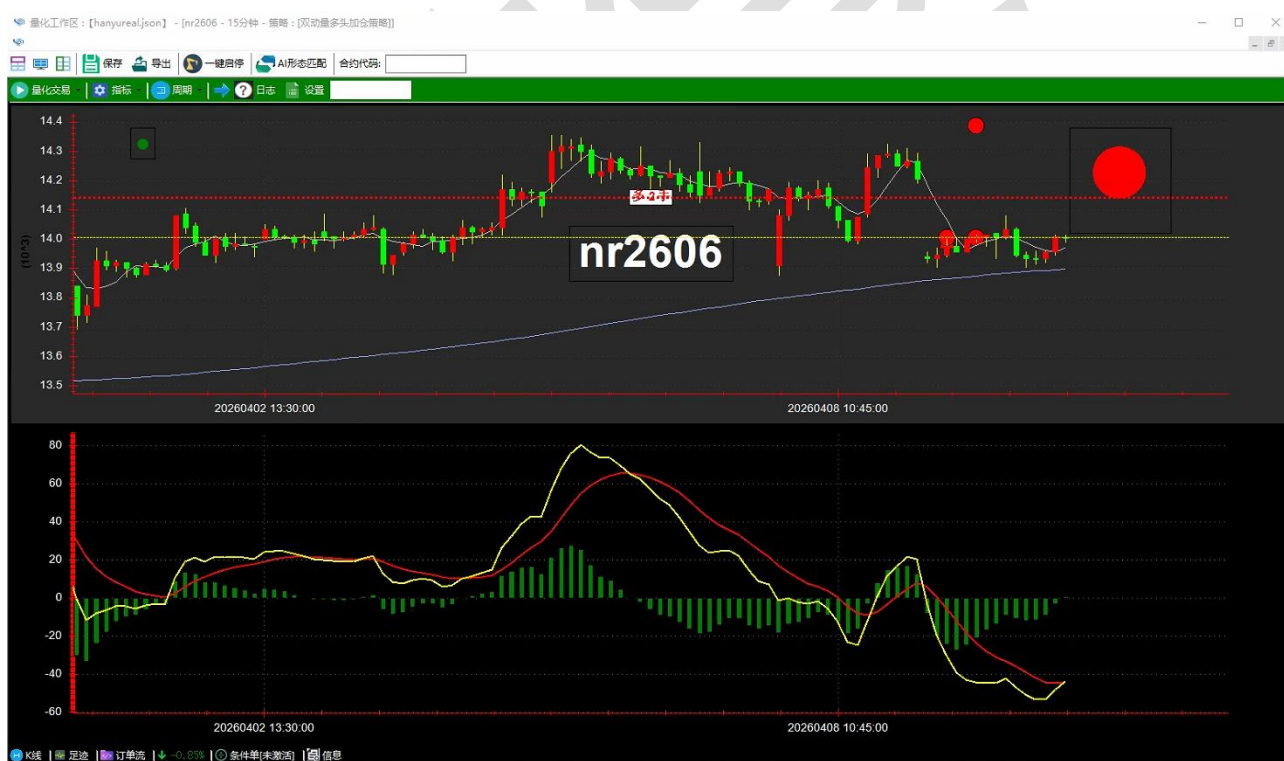 量化工作区：【hanyureal.json】 - [nr2606 - 15分钟 - 策略：[双动量多头加仓策略]]
保存 导出 一键启停 AI形态匹配 合约代码:
量化交易 指标 周期 日志 设置
14.4
14.3
14.2
14.1
14.0
13.9
13.8
13.7
13.6
13.5
(10^3)
多 2 手
nr2606
20260402 13:30:00 20260408 10:45:00
80
60
40
20
0
-20
-40
-60
20260402 13:30:00 20260408 10:45:00
K线 足迹 订单流 -0.85% 条件单[未激活] 信息